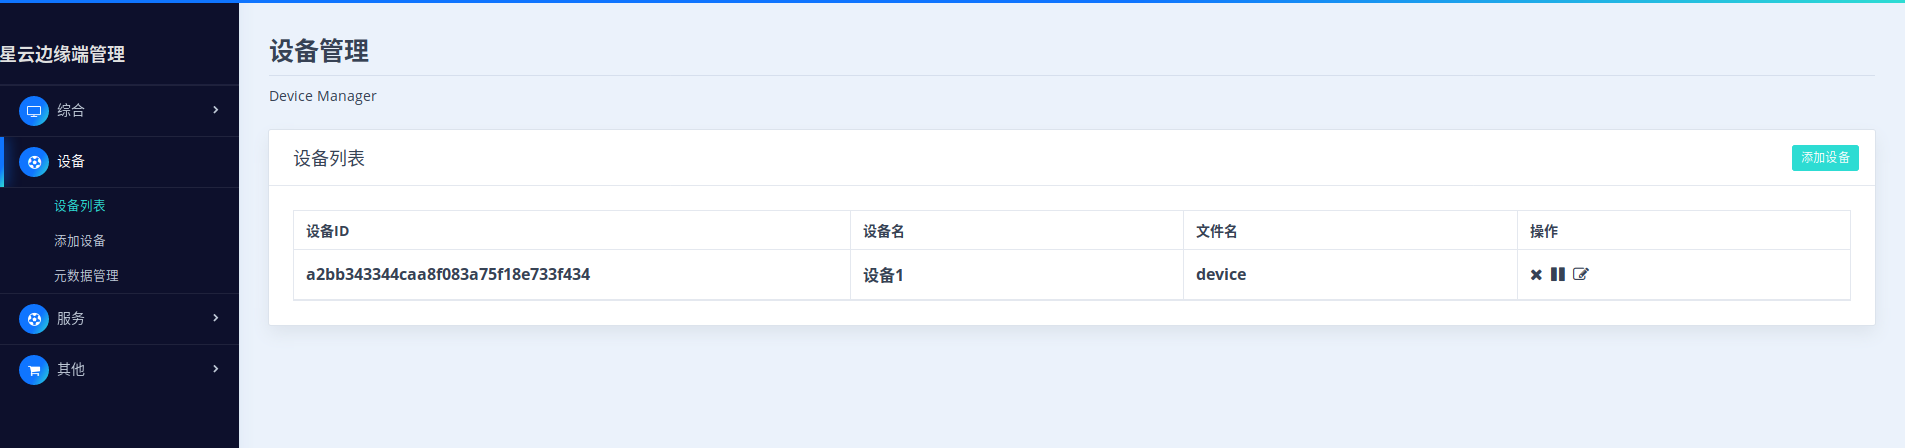 星云边缘端管理
综合
设备
设备列表
添加设备
元数据管理
服务
其他
设备管理
Device Manager
设备列表
添加设备
设备ID 设备名 文件名 操作
a2bb343344caa8f083a75f18e733f434 设备1 device